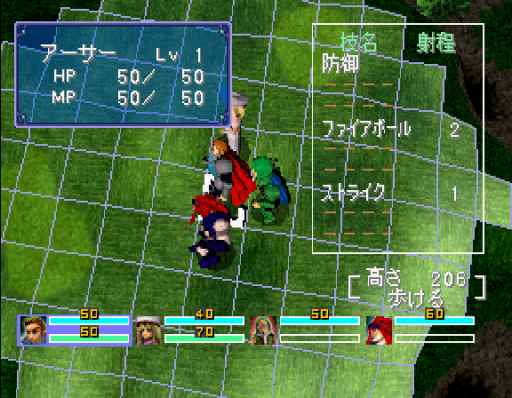 アーサー Lv 1
HP 50/ 50
MP 50/ 50
技名 射程
防御
ファイアボール 2
ストライク 1
[ 高さ 206
歩ける ]
50 40 50 60
50 70